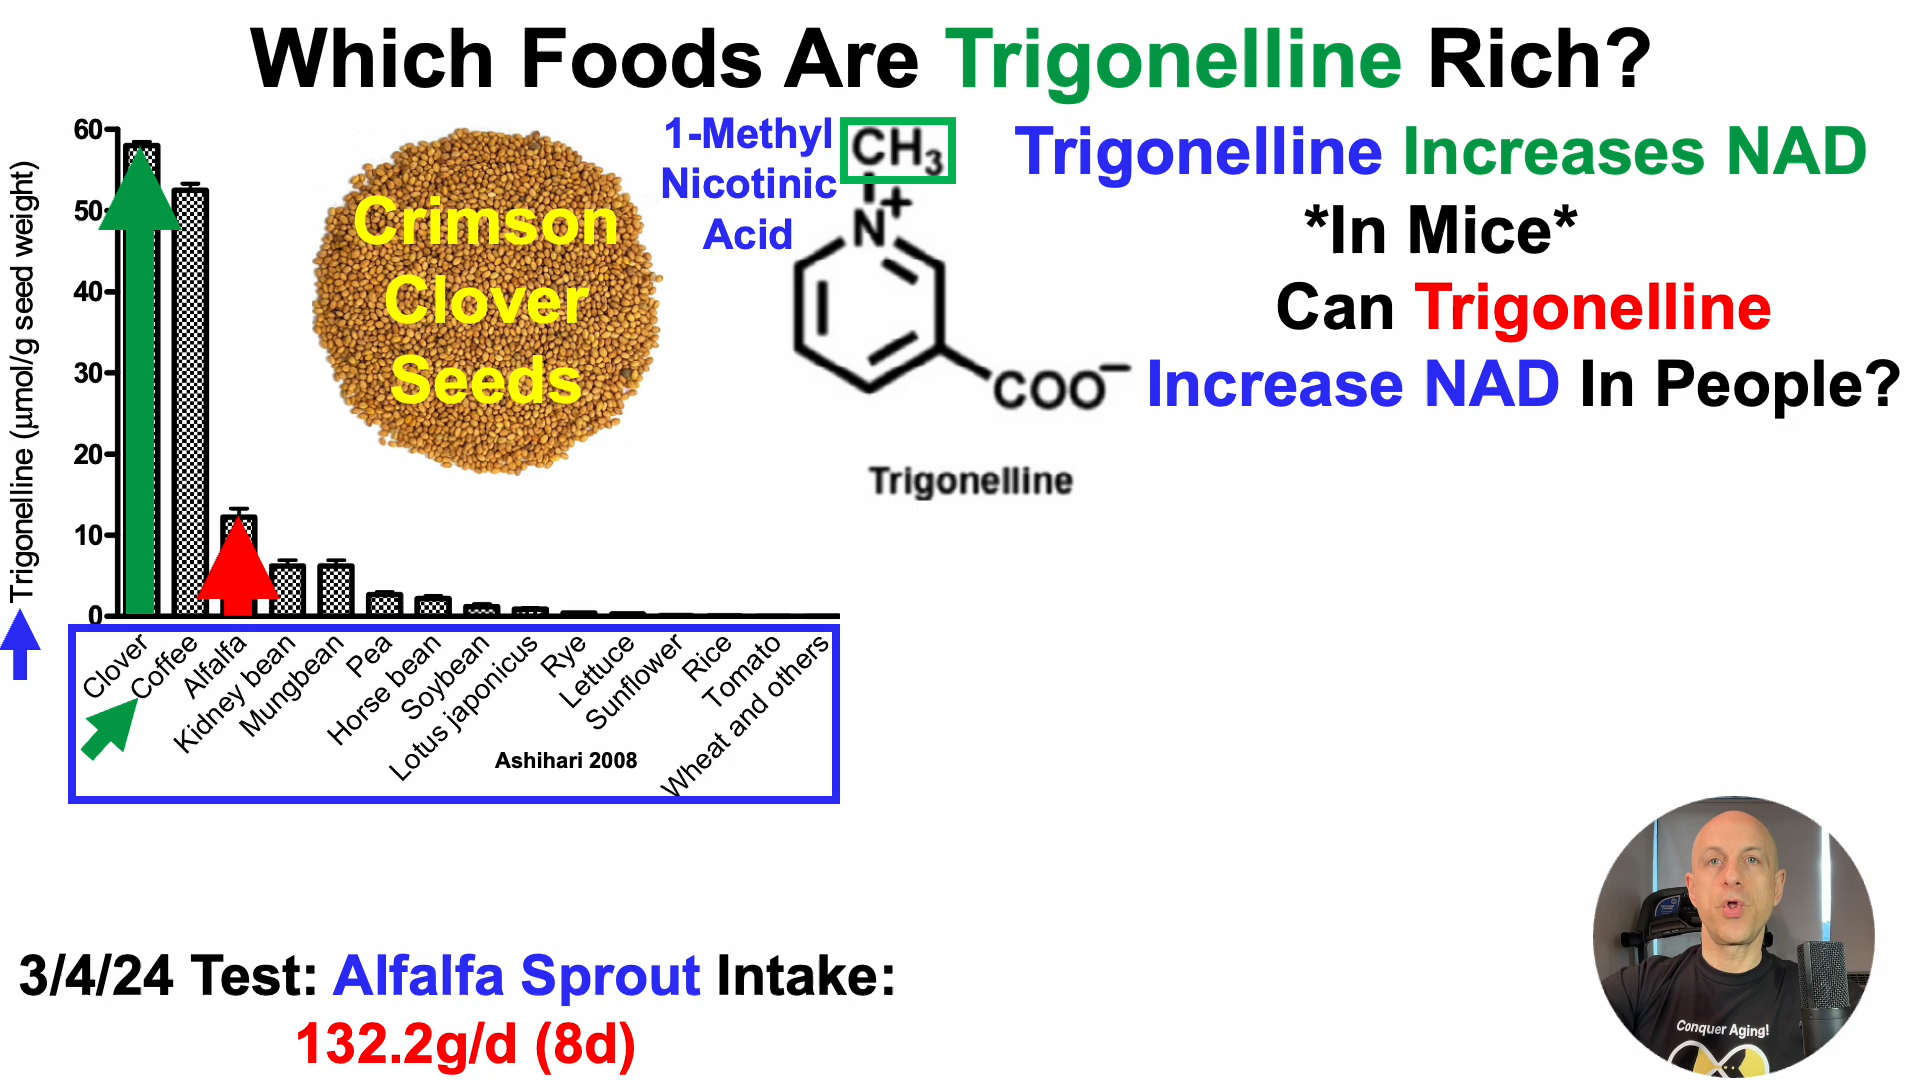 Which Foods Are Trigonelline Rich?
Trigonelline (µmol/g seed weight)
60
50
40
30
20
10
0
Clover
Coffee
Alfalfa
Kidney bean
Mungbean
Pea
Horse bean
Soybean
Lotus japonicus
Rye
Lettuce
Sunflower
Rice
Tomato
Wheat and others
Ashihari 2008
Crimson
Clover
Seeds
1-Methyl
Nicotinic
Acid
CH3
N+
COO−
Trigonelline
Trigonelline Increases NAD
*In Mice*
Can Trigonelline
Increase NAD In People?
3/4/24 Test: Alfalfa Sprout Intake:
132.2g/d (8d)
Conquer Aging!